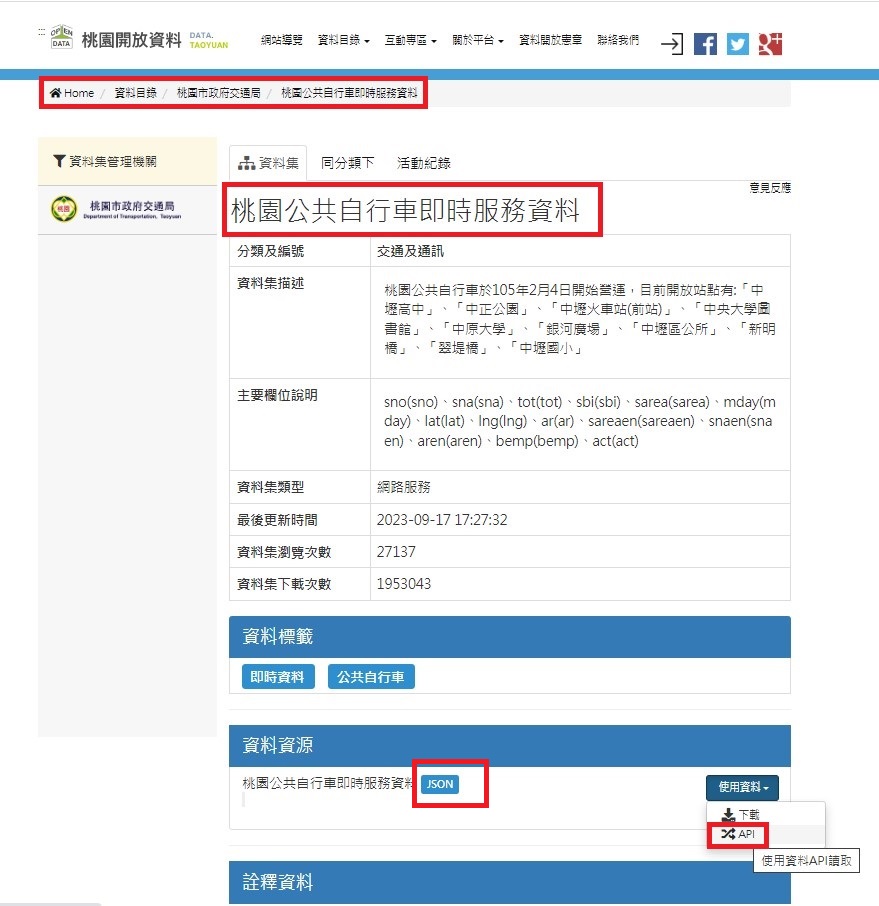 :::
OPEN
DATA
桃園開放資料
DATA.
TAOYUAN
網站導覽 資料目錄 互動專區 關於平台 資料開放憲章 聯絡我們
Home / 資料目錄 / 桃園市政府交通局 / 桃園公共自行車即時服務資料
資料集管理機關
桃園市政府交通局
Department of Transportation, Taoyuan
資料集 同分類下 活動紀錄
意見反應
桃園公共自行車即時服務資料
分類及編號 交通及通訊
資料集描述
桃園公共自行車於105年2月4日開始營運，目前開放站點有:「中
壢高中」、「中正公園」、「中壢火車站(前站)」、「中央大學圖
書館」、「中原大學」、「銀河廣場」、「中壢區公所」、「新明
橋」、「翠堤橋」、「中壢國小」
主要欄位說明
sno(sno)、sna(sna)、tot(tot)、sbi(sbi)、sarea(sarea)、mday(m
day)、lat(lat)、lng(lng)、ar(ar)、sareaen(sareaen)、snaen(sna
en)、aren(aren)、bemp(bemp)、act(act)
資料集類型 網路服務
最後更新時間 2023-09-17 17:27:32
資料集瀏覽次數 27137
資料集下載次數 1953043
資料標籤
即時資料 公共自行車
資料資源
桃園公共自行車即時服務資料 JSON
使用資料
下載
API
使用資料API讀取
詮釋資料